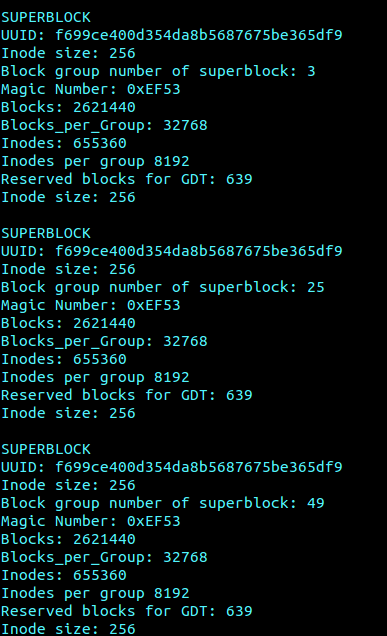 SUPERBLOCK
UUID: f699ce400d354da8b5687675be365df9
Inode size: 256
Block group number of superblock: 3
Magic Number: 0xEF53
Blocks: 2621440
Blocks_per_Group: 32768
Inodes: 655360
Inodes per group 8192
Reserved blocks for GDT: 639
Inode size: 256
SUPERBLOCK
UUID: f699ce400d354da8b5687675be365df9
Inode size: 256
Block group number of superblock: 25
Magic Number: 0xEF53
Blocks: 2621440
Blocks_per_Group: 32768
Inodes: 655360
Inodes per group 8192
Reserved blocks for GDT: 639
Inode size: 256
SUPERBLOCK
UUID: f699ce400d354da8b5687675be365df9
Inode size: 256
Block group number of superblock: 49
Magic Number: 0xEF53
Blocks: 2621440
Blocks_per_Group: 32768
Inodes: 655360
Inodes per group 8192
Reserved blocks for GDT: 639
Inode size: 256